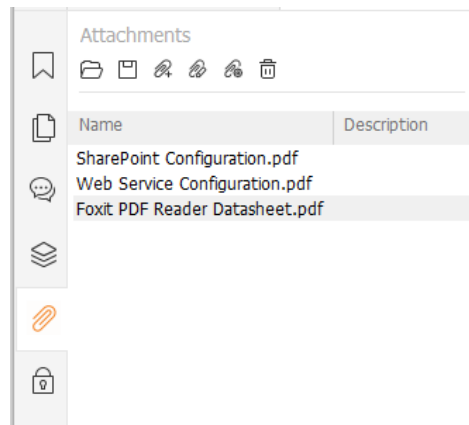 Attachments
Name Description
SharePoint Configuration.pdf
Web Service Configuration.pdf
Foxit PDF Reader Datasheet.pdf